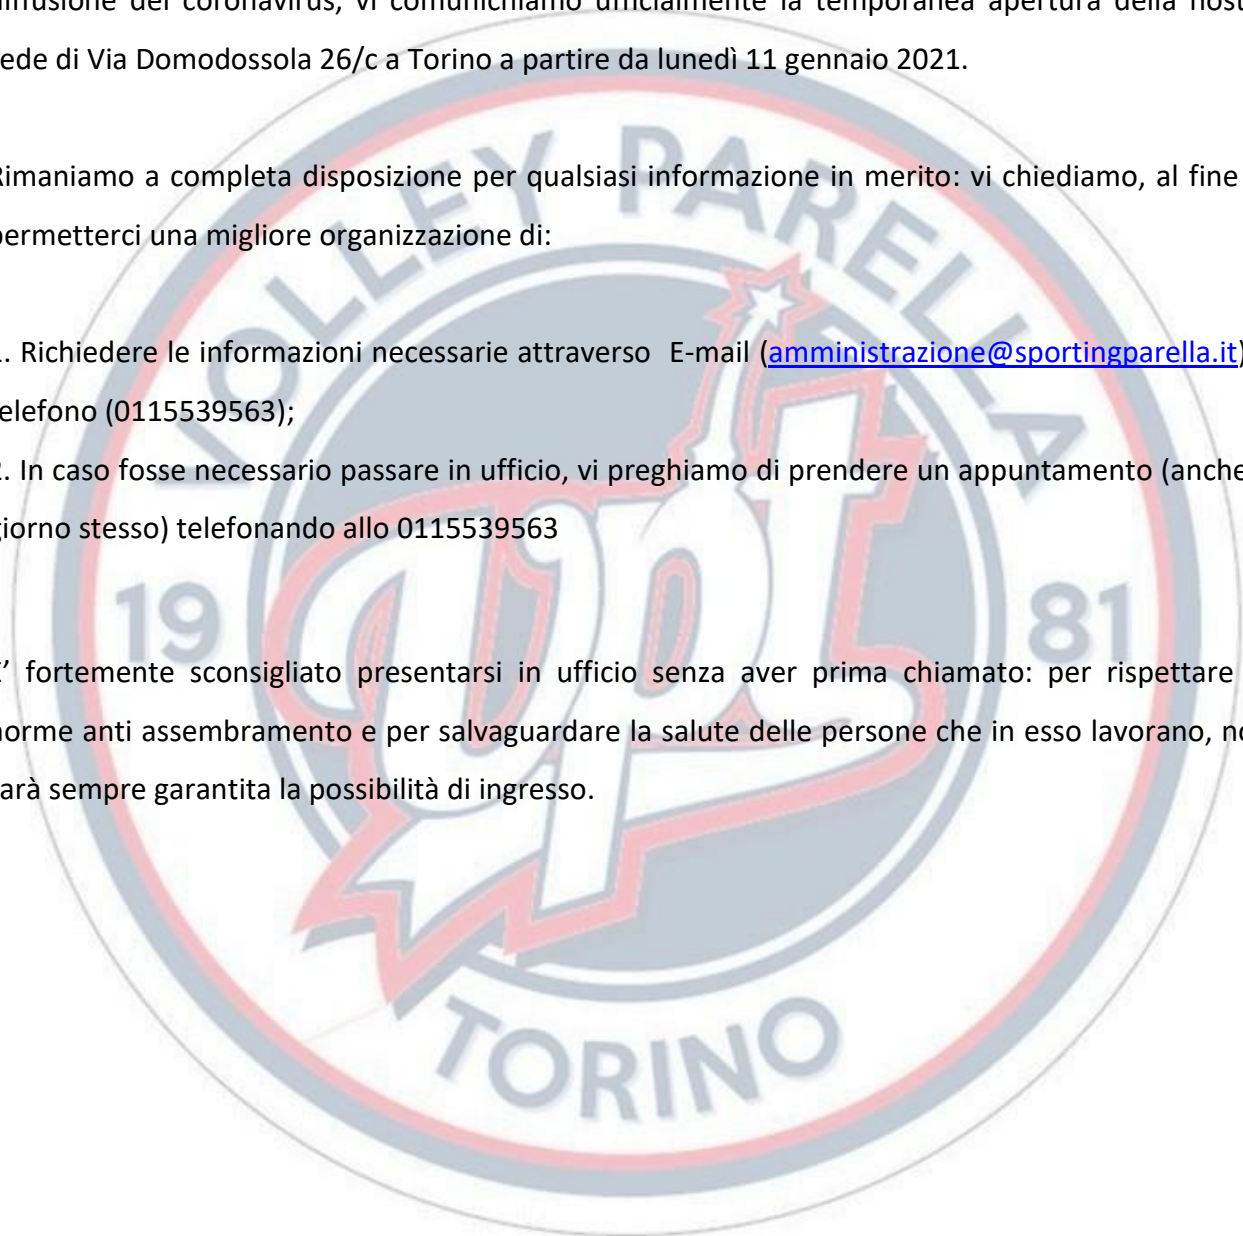 diffusione del coronavirus, vi comunichiamo ufficialmente la temporanea apertura della nost
ede di Via Domodossola 26/c a Torino a partire da lunedì 11 gennaio 2021.
Rimaniamo a completa disposizione per qualsiasi informazione in merito: vi chiediamo, al fine
permetterci una migliore organizzazione di:
1. Richiedere le informazioni necessarie attraverso E-mail (amministrazione@sportingparella.it)
elefono (0115539563);
2. In caso fosse necessario passare in ufficio, vi preghiamo di prendere un appuntamento (anche
giorno stesso) telefonando allo 0115539563
E’ fortemente sconsigliato presentarsi in ufficio senza aver prima chiamato: per rispettare
norme anti assembramento e per salvaguardare la salute delle persone che in esso lavorano, no
arà sempre garantita la possibilità di ingresso.
VOLLEY PARELLA
19 81
vpt
TORINO